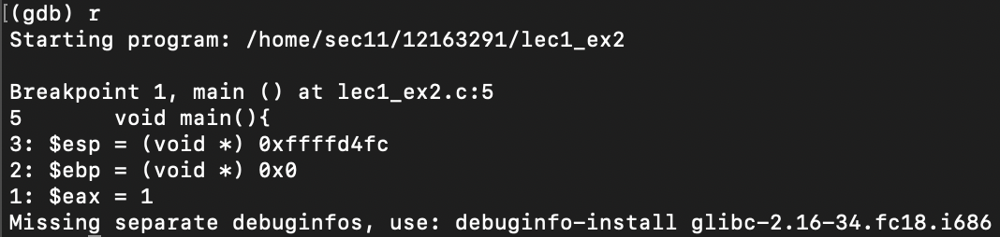 [(gdb) r
Starting program: /home/sec11/12163291/lec1_ex2

Breakpoint 1, main () at lec1_ex2.c:5
5       void main(){
3: $esp = (void *) 0xffffd4fc
2: $ebp = (void *) 0x0
1: $eax = 1
Missing separate debuginfos, use: debuginfo-install glibc-2.16-34.fc18.i686